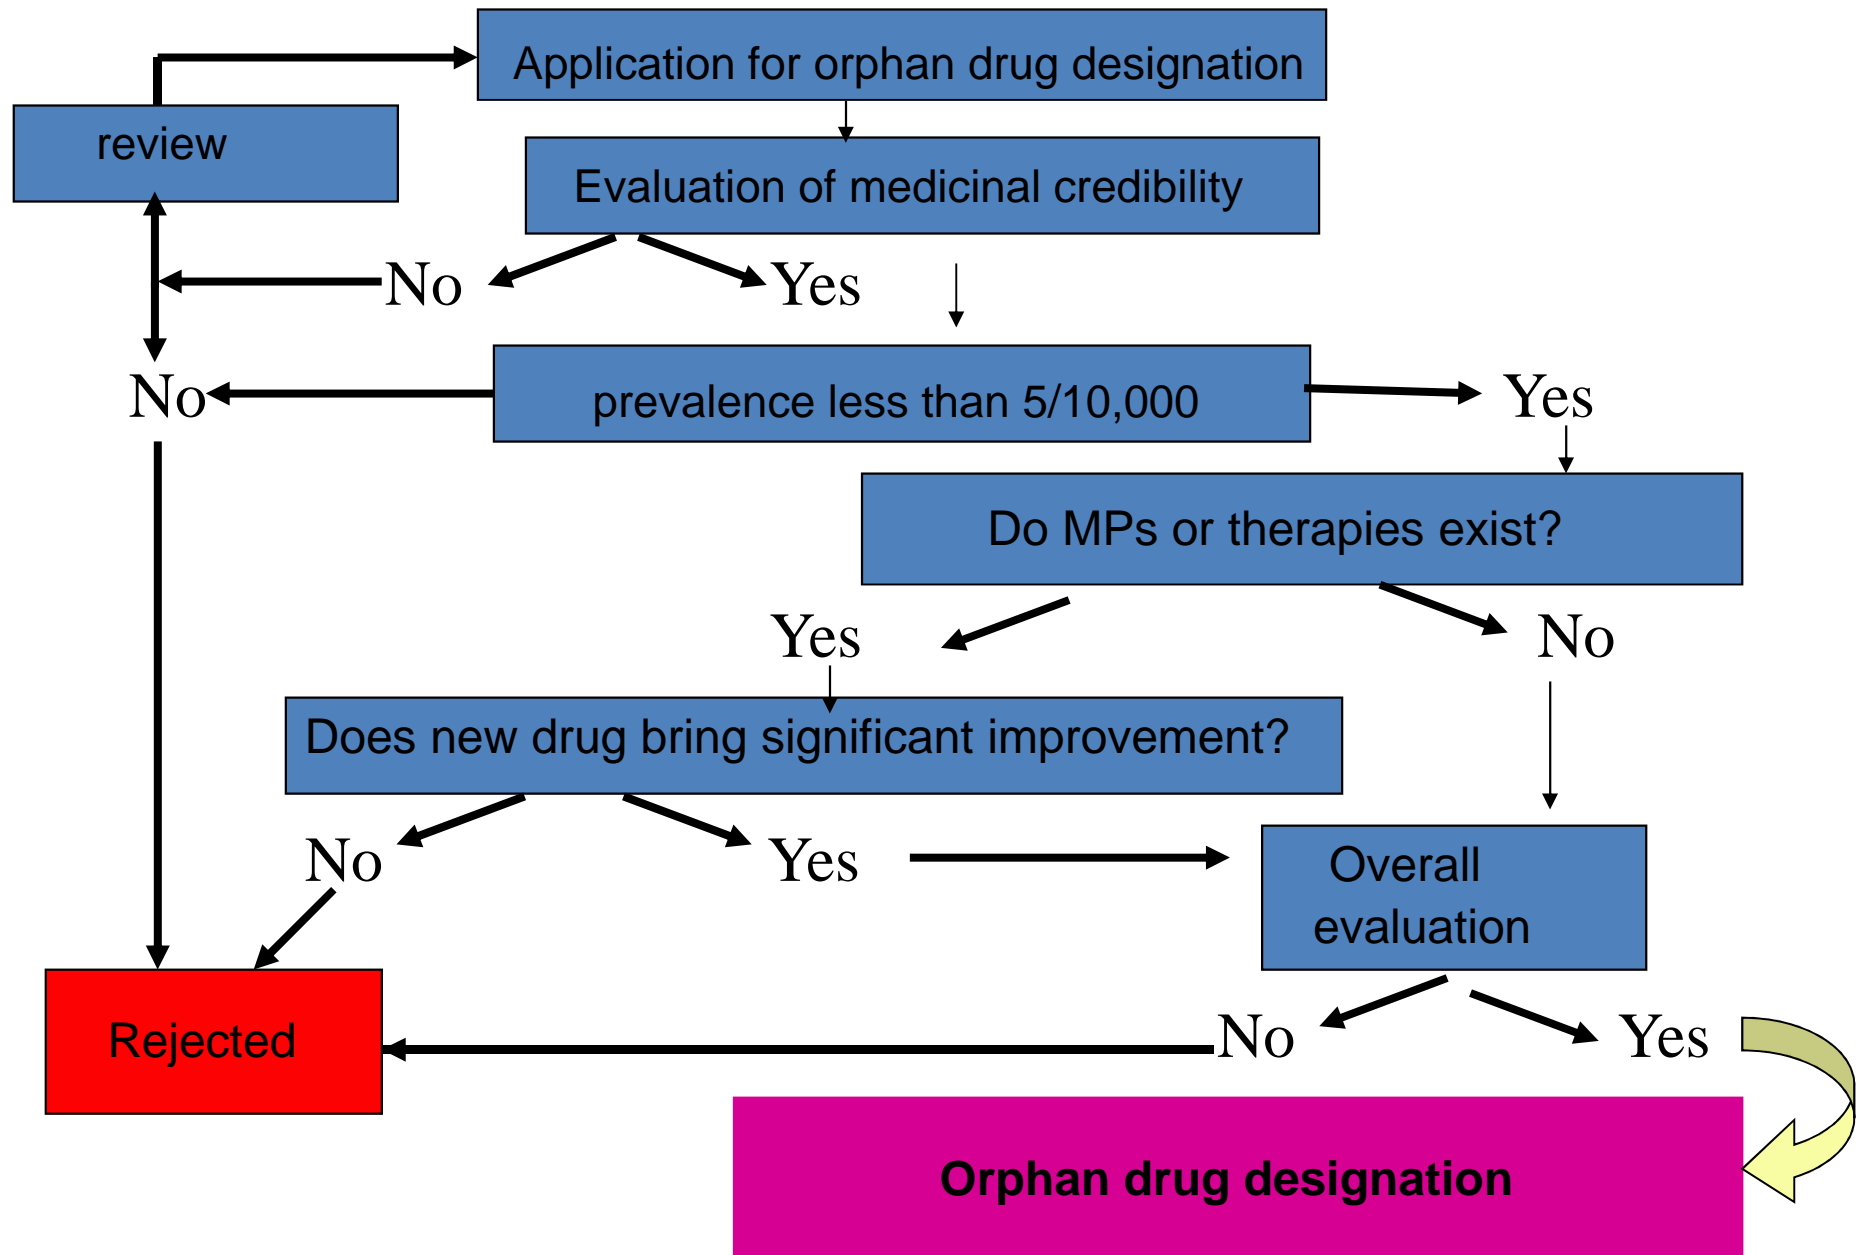 Application for orphan drug designation
review
Evaluation of medicinal credibility
No
Yes
No
prevalence less than 5/10,000
Yes
Do MPs or therapies exist?
Yes
No
Does new drug bring significant improvement?
No
Yes
Overall
evaluation
Rejected
No
Yes
Orphan drug designation